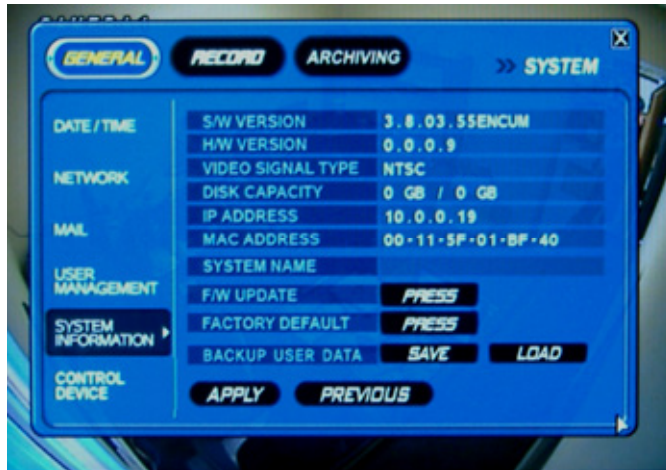 GENERAL RECORD ARCHIVING X
>> SYSTEM
DATE / TIME
NETWORK
MAIL
USER MANAGEMENT
SYSTEM INFORMATION
CONTROL DEVICE
S/W VERSION 3.8.03.55ENCUM
H/W VERSION 0.0.0.9
VIDEO SIGNAL TYPE NTSC
DISK CAPACITY 0 GB / 0 GB
IP ADDRESS 10.0.0.19
MAC ADDRESS 00-11-5F-01-BF-40
SYSTEM NAME
F/W UPDATE PRESS
FACTORY DEFAULT PRESS
BACKUP USER DATA SAVE LOAD
APPLY PREVIOUS